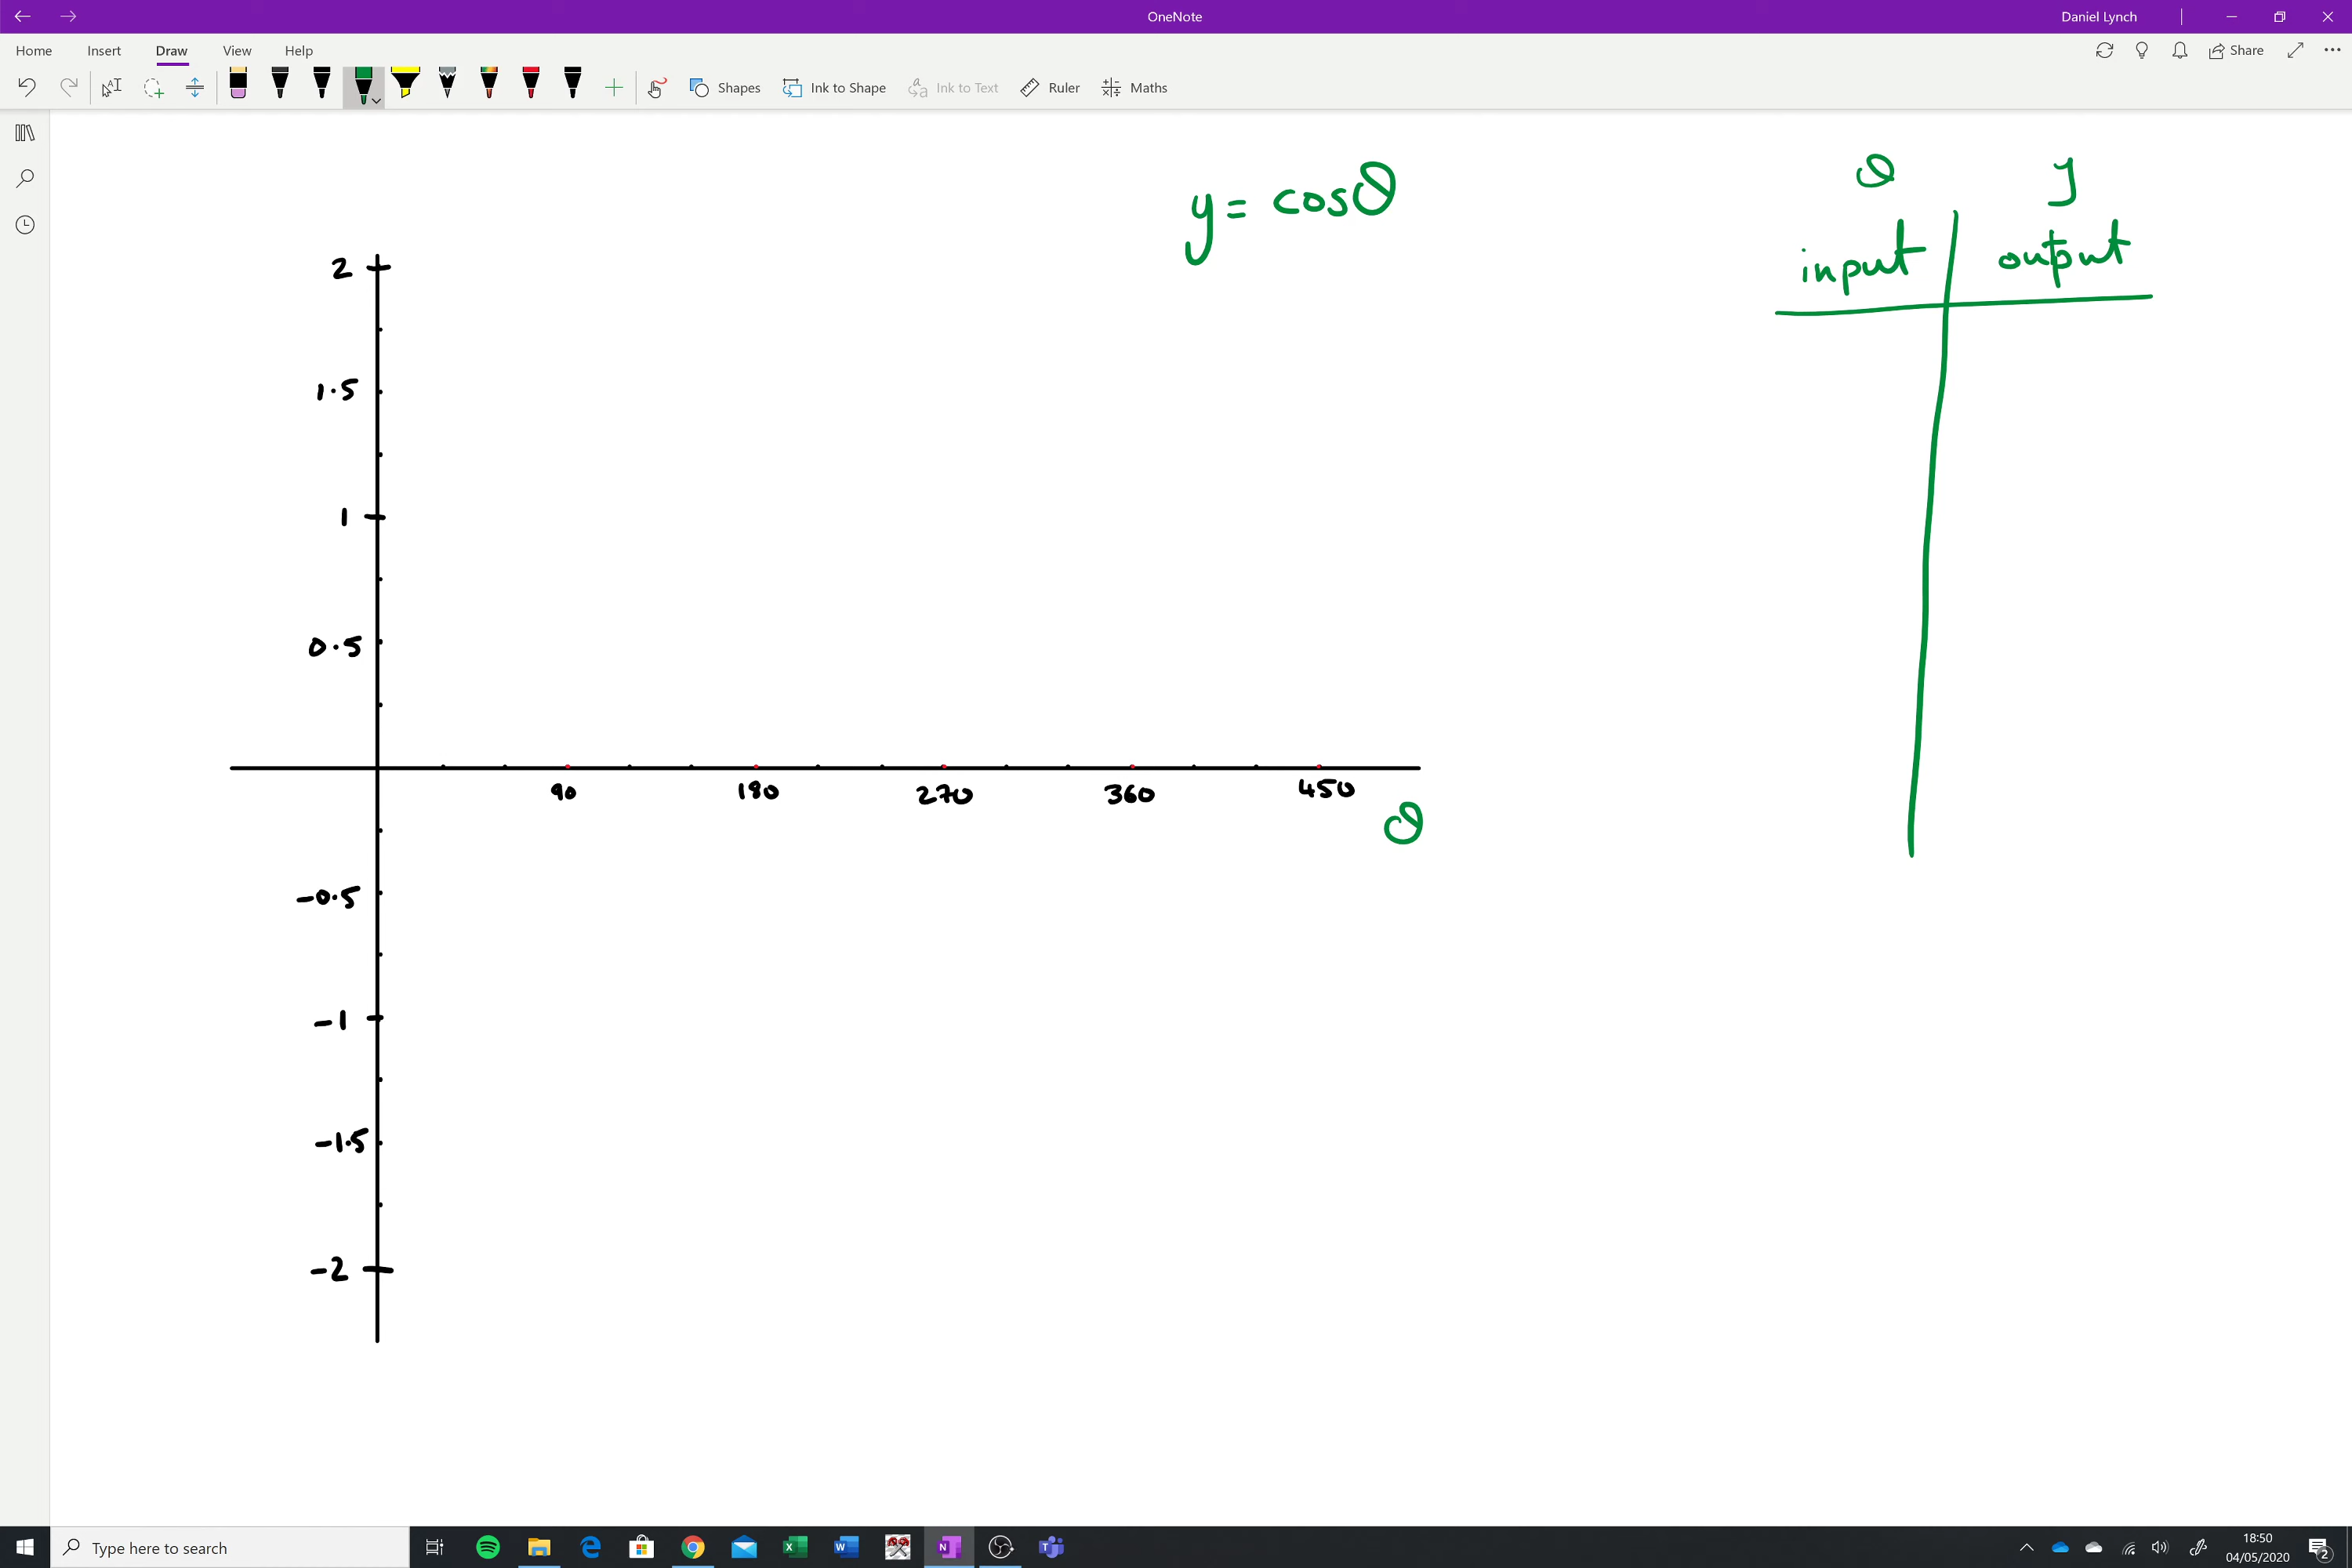 OneNote
Daniel Lynch
Home Insert Draw View Help
Share
Shapes Ink to Shape Ink to Text Ruler Maths
y = cosθ
θ y
input output
2
1.5
1
0.5
90 180 270 360 450
θ
-0.5
-1
-1.5
-2
Type here to search
18:50
04/05/2020
2